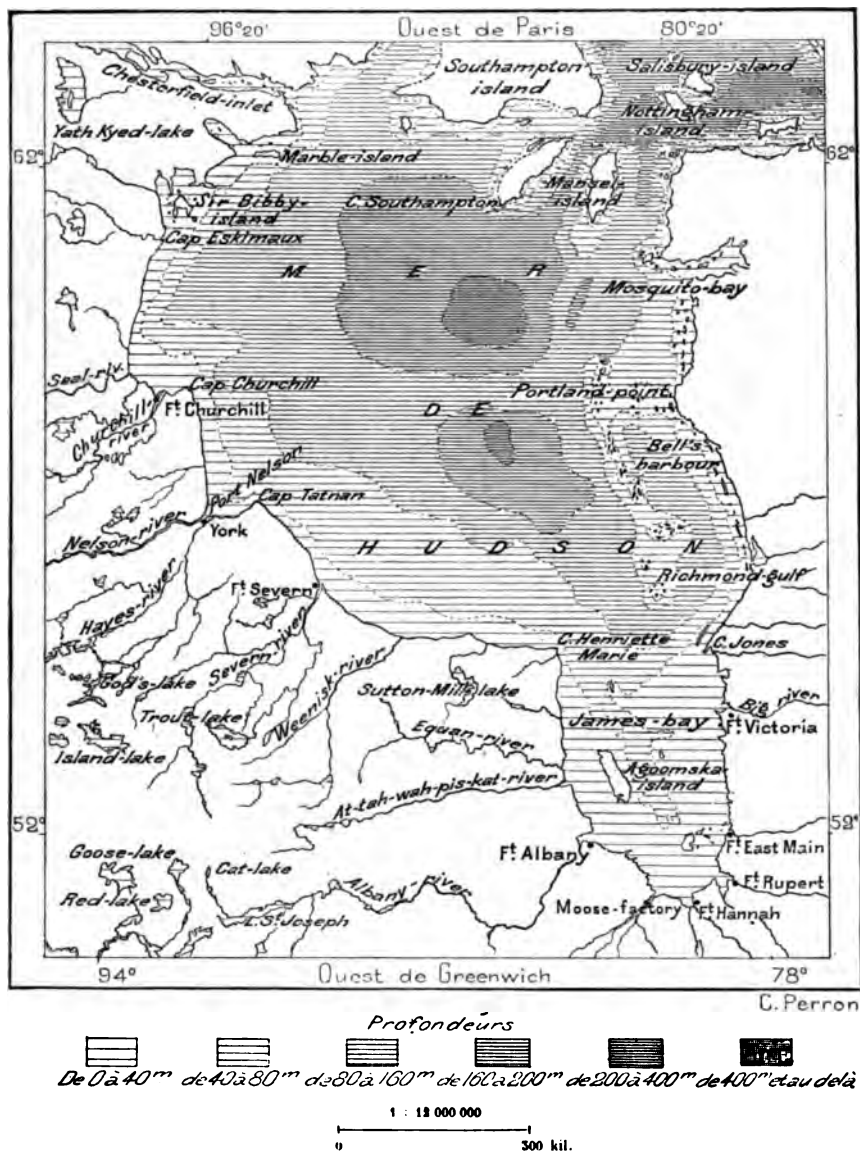 96°20' Ouest de Paris 80°20'
Chesterfield-inlet
Southampton
island
Salisbury-island
Nottingham-
island
Yath Kyed-lake
62°
62°
Marble-island
Mansel-
island
Sir Bibby-
island
C. Southampton
Cap Eskimaux
M E R
Mosquito-bay
Seal-riv.
Cap Churchill
Portland-point
Churchill-
river
Ft Churchill
D E
Bell's
harbour
Port Nelson
Cap Tatnan
Nelson-river
York
H U D S O N
Ft Severn
Richmond-gulf
Hayes-river
C. Henriette
Marie
C. Jones
Severn-river
God's-lake
Sutton-Mill-lake
Weenisk-river
Trout-lake
James-bay
Big river
Ft Victoria
Island-lake
Equan-river
Agoomska-
island
At-tah-wah-pis-kat-river
52°
52°
Goose-lake
Ft Albany
Ft East Main
Cat-lake
Albany-river
Ft Rupert
Red-lake
L. St Joseph
Moose-factory
Ft Hannah
94° Ouest de Greenwich 78°
C. Perron
Profondeurs
De 0 à 40m de 40 à 80m de 80 à 160m de 160 à 200m de 200 à 400m de 400m et au delà
1 : 12 000 000
0 300 kil.